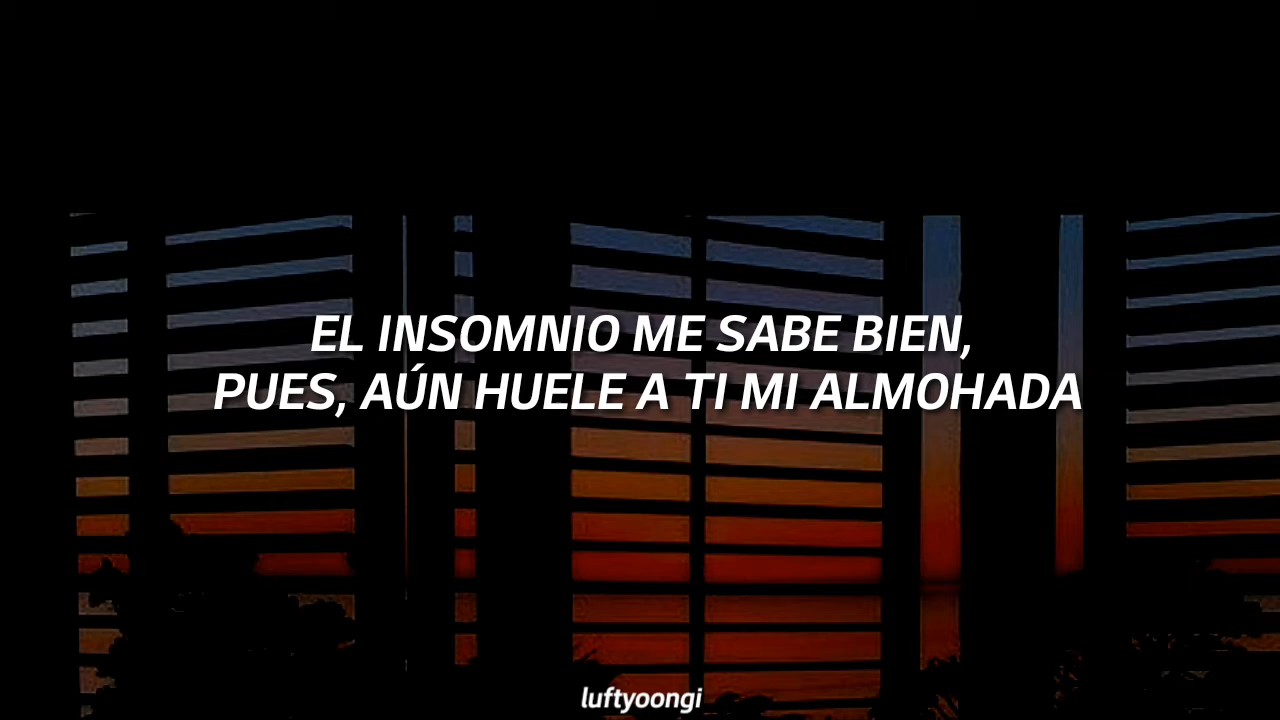 EL INSOMNIO ME SABE BIEN,
PUES, AÚN HUELE A TI MI ALMOHADA
luftyoongi